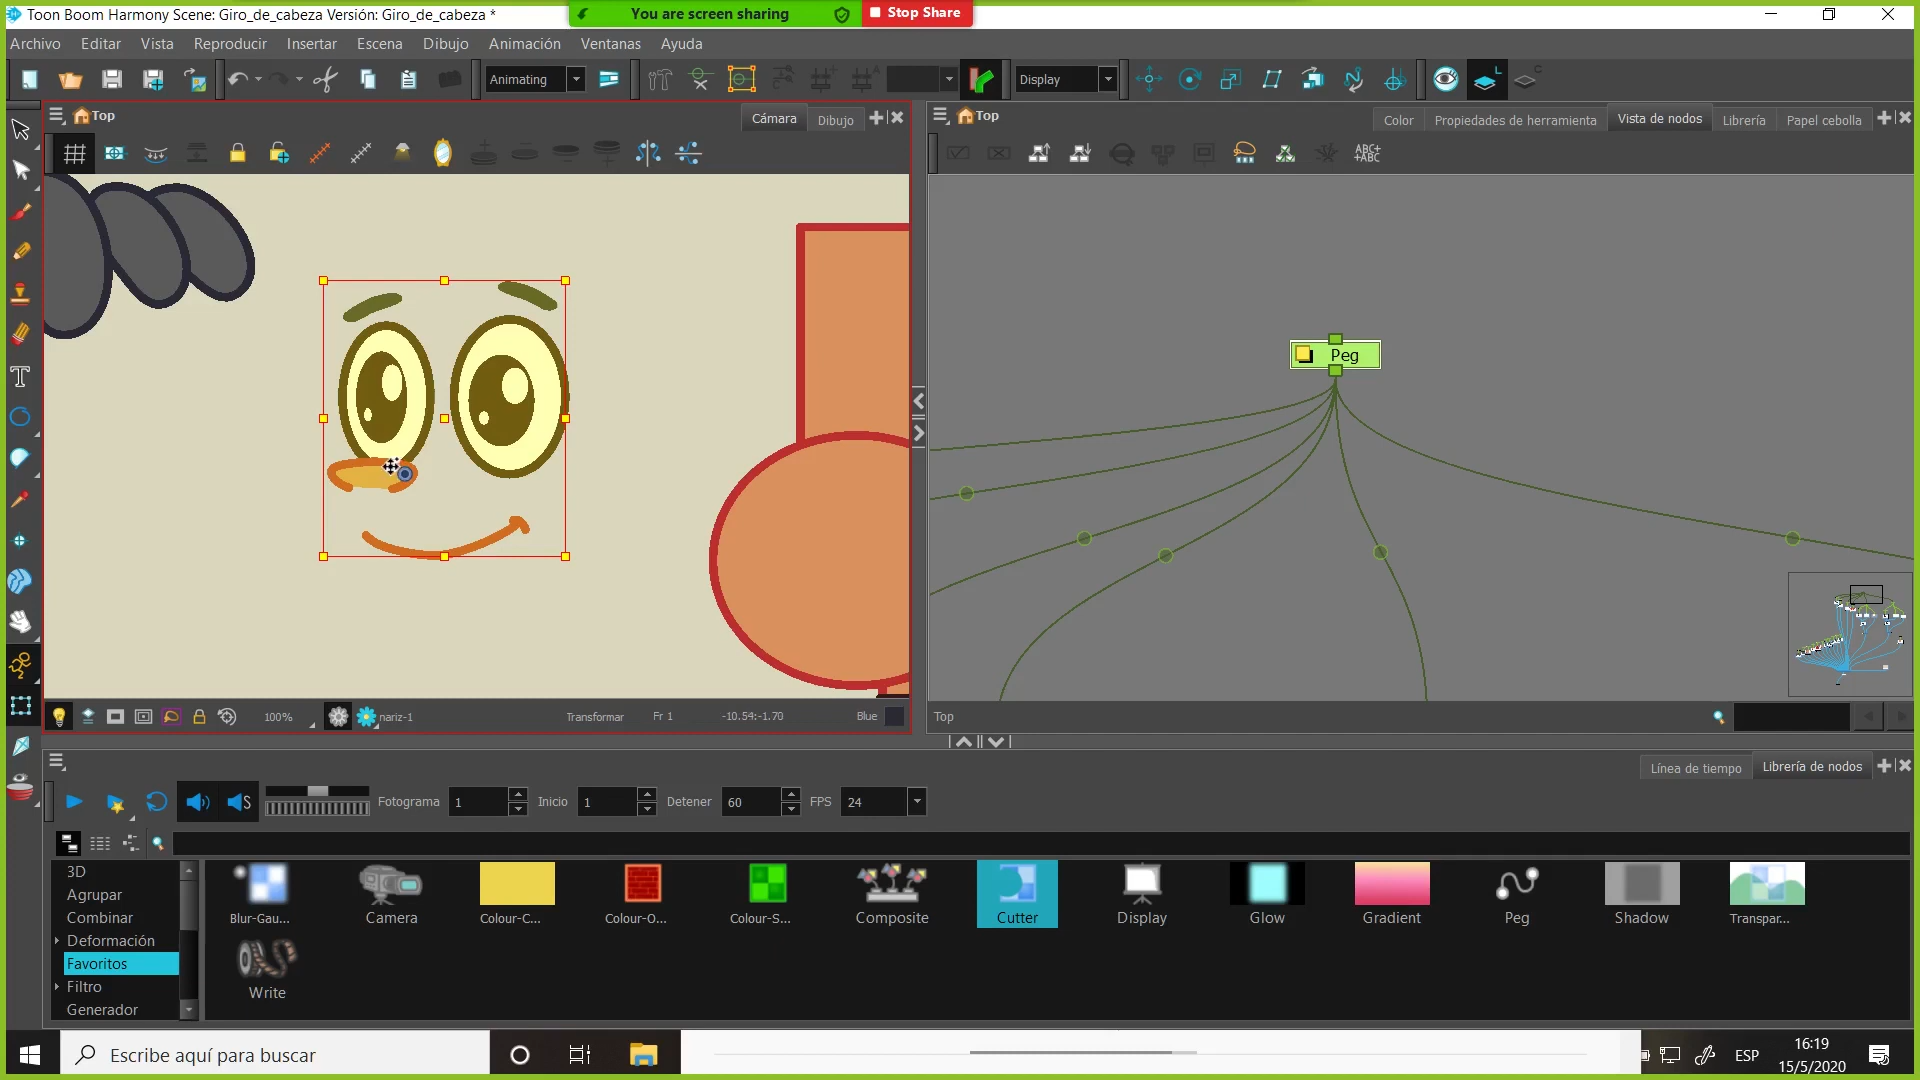 Toon Boom Harmony Scene: Giro_de_cabeza Versión: Giro_de_cabeza *
You are screen sharing
Stop Share
Archivo Editar Vista Reproducir Insertar Escena Dibujo Animación Ventanas Ayuda
Animating
Display
L
C
Top
Cámara
Dibujo
Top
Color
Propiedades de herramienta
Vista de nodos
Librería
Papel cebolla
ABC+
+ABC
T
Peg
100%
nariz-1
Transformar
Fr 1
-10.54:-1.70
Blue
Top
Línea de tiempo
Librería de nodos
S
Fotograma 1
Inicio 1
Detener 60
FPS 24
3D
Agrupar
Combinar
Deformación
Favoritos
Filtro
Generador
Blur-Gau...
Camera
Colour-C...
Colour-O...
Colour-S...
Composite
Cutter
Display
Glow
Gradient
Peg
Shadow
Transpar...
Write
Escribe aquí para buscar
ESP
16:19
15/5/2020